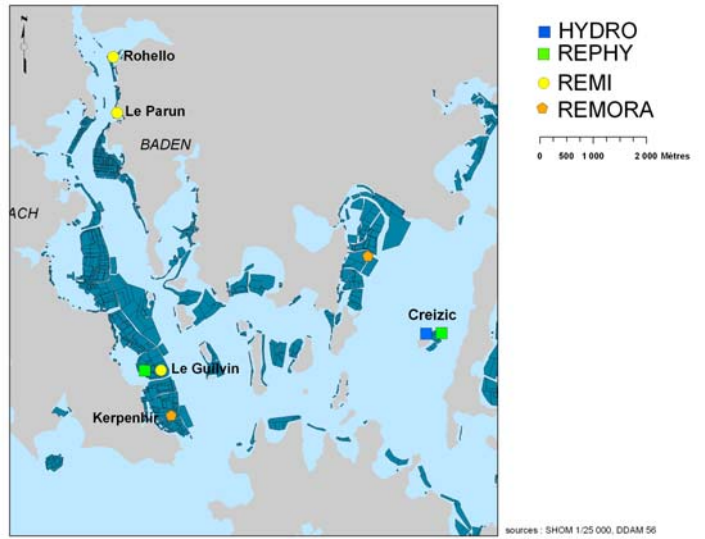 N
HYDRO
REPHY
REMI
REMORA
0 500 1 000 2 000 Mètres
Rohello
Le Parun
BADEN
ACH
Creizic
Le Guilvin
Kerpenhir
sources : SHOM 1/25 000, DDAM 56